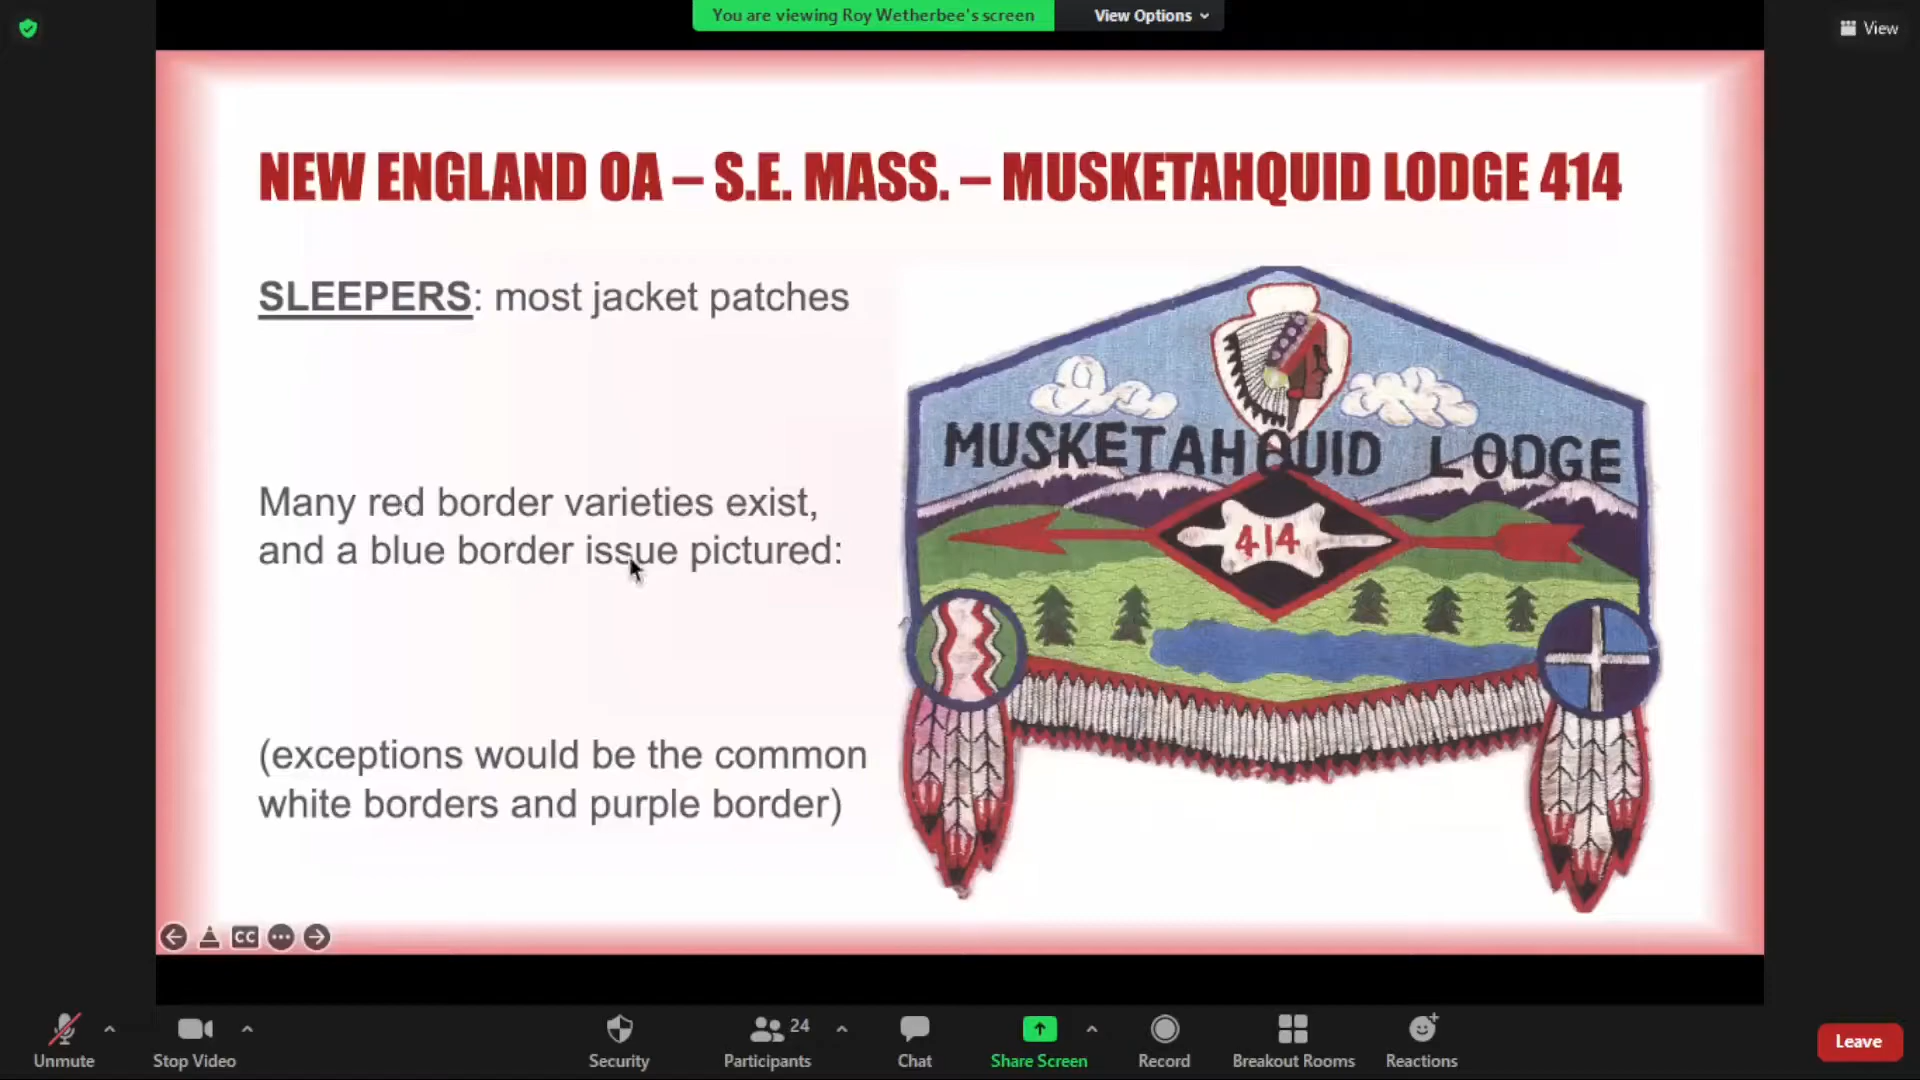 You are viewing Roy Wetherbee's screen
View Options
View
NEW ENGLAND OA – S.E. MASS. – MUSKETAHQUID LODGE 414
SLEEPERS: most jacket patches
Many red border varieties exist,
and a blue border issue pictured:
(exceptions would be the common
white borders and purple border)
MUSKETAHQUID LODGE
414
CC
24
Unmute
Stop Video
Security
Participants
Chat
Share Screen
Record
Breakout Rooms
Reactions
Leave